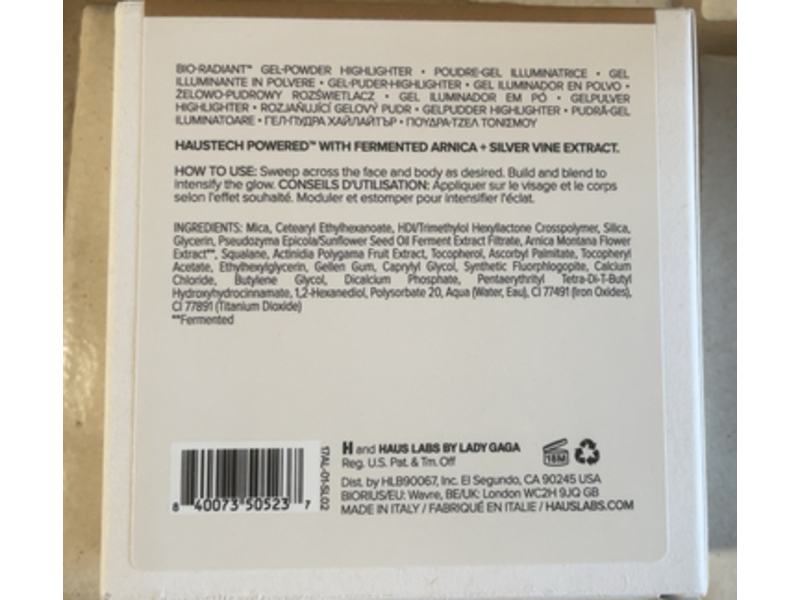 BIO-RADIANT™ GEL-POWDER HIGHLIGHTER • POUDRE-GEL ILLUMINATRICE • GEL
ILLUMINANTE IN POLVERE • GEL-PUDER-HIGHLIGHTER • GEL ILUMINADOR EN POLVO •
ŻELOWO-PUDROWY ROZŚWIETLACZ • GEL ILUMINADOR EM PÓ • GELPULVER
HIGHLIGHTER • ROZJAŇUJÍCÍ GELOVÝ PUDR • GELPUDDER HIGHLIGHTER • PUDRĂ-GEL
ILUMINATOARE • ГЕЛ-ПУДРА ХАЙЛАЙТЪР • ΠΟΥΔΡΑ-ΤΖΕΛ ΤΟΝΙΣΜΟΥ
HAUSTECH POWERED™ WITH FERMENTED ARNICA + SILVER VINE EXTRACT.
HOW TO USE: Sweep across the face and body as desired. Build and blend to
intensify the glow. CONSEILS D'UTILISATION: Appliquer sur le visage et le corps
selon l'effet souhaité. Moduler et estomper pour intensifier l'éclat.
INGREDIENTS: Mica, Cetearyl Ethylhexanoate, HDI/Trimethylol Hexyllactone Crosspolymer, Silica,
Glycerin, Pseudozyma Epicola/Sunflower Seed Oil Ferment Extract Filtrate, Arnica Montana Flower
Extract**, Squalane, Actinidia Polygama Fruit Extract, Tocopherol, Ascorbyl Palmitate, Tocopheryl
Acetate, Ethylhexylglycerin, Gellen Gum, Caprylyl Glycol, Synthetic Fluorphlogopite, Calcium
Chloride, Butylene Glycol, Dicalcium Phosphate, Pentaerythrityl Tetra-Di-T-Butyl
Hydroxyhydrocinnamate, 1,2-Hexanediol, Polysorbate 20, Aqua (Water, Eau), CI 77491 (Iron Oxides),
CI 77891 (Titanium Dioxide)
**Fermented
H and HAUS LABS BY LADY GAGA
Reg. U.S. Pat. & Tm. Off
18M
Dist. by HLB90067, Inc. El Segundo, CA 90245 USA
BIORIUS/EU: Wavre, BE/UK: London WC2H 9JQ GB
MADE IN ITALY / FABRIQUÉ EN ITALIE / HAUSLABS.COM
17AL-01-SL02
8 40073 50523 7